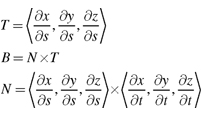 T = ⟨∂x/∂s, ∂y/∂s, ∂z/∂s⟩
B = N × T
N = ⟨∂x/∂s, ∂y/∂s, ∂z/∂s⟩ × ⟨∂x/∂t, ∂y/∂t, ∂z/∂t⟩